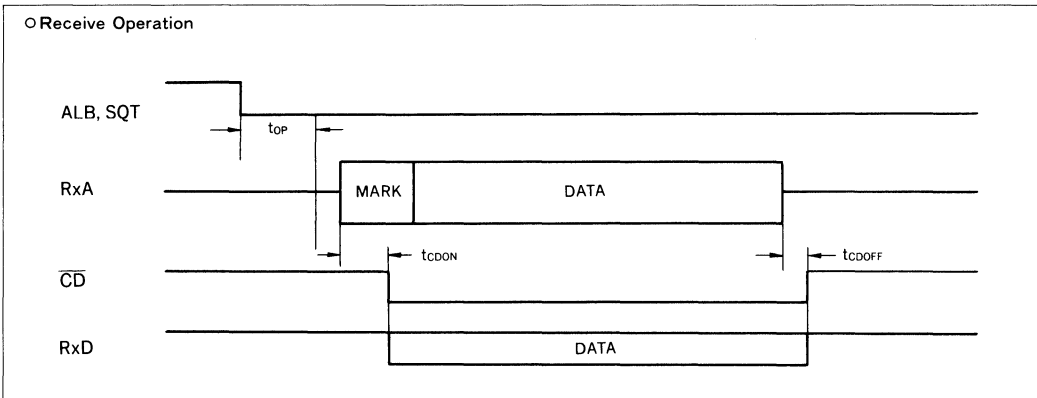 ○ Receive Operation
ALB, SQT
tOP
RxA
MARK
DATA
tCDON
tCDOFF
CD
RxD
DATA